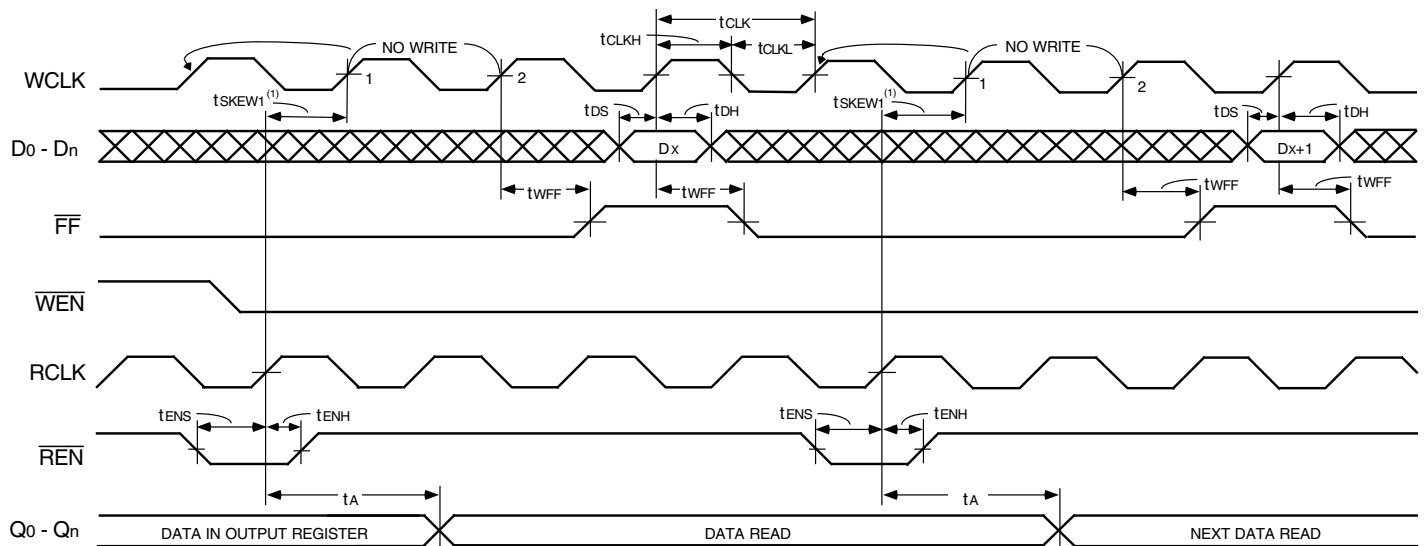 tCLK
tCLKH
tCLKL
NO WRITE
NO WRITE
WCLK
1
2
1
2
tSKEW1(1)
tSKEW1(1)
tDS
tDH
tDS
tDH
D0 - Dn
Dx
Dx+1
tWFF
tWFF
tWFF
tWFF
FF
WEN
RCLK
tENS
tENH
tENS
tENH
REN
tA
tA
Q0 - Qn
DATA IN OUTPUT REGISTER
DATA READ
NEXT DATA READ